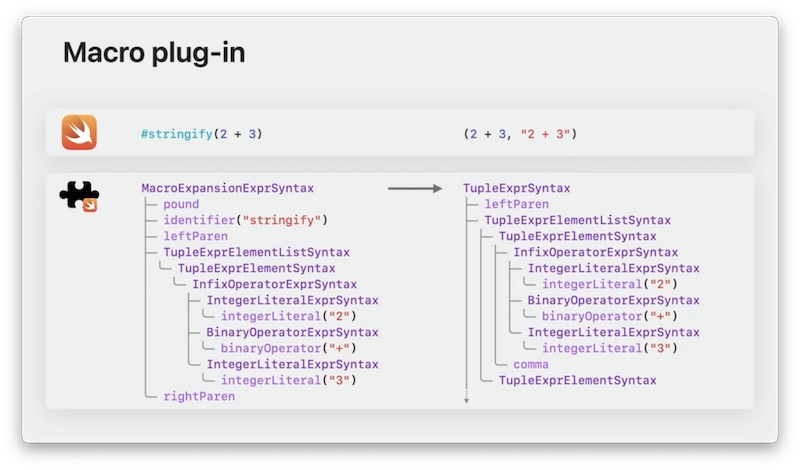 Macro plug-in
#stringify(2 + 3)
(2 + 3, "2 + 3")
MacroExpansionExprSyntax
pound
identifier("stringify")
leftParen
TupleExprElementListSyntax
TupleExprElementSyntax
InfixOperatorExprSyntax
IntegerLiteralExprSyntax
integerLiteral("2")
BinaryOperatorExprSyntax
binaryOperator("+")
IntegerLiteralExprSyntax
integerLiteral("3")
rightParen
TupleExprSyntax
leftParen
TupleExprElementListSyntax
TupleExprElementSyntax
InfixOperatorExprSyntax
IntegerLiteralExprSyntax
integerLiteral("2")
BinaryOperatorExprSyntax
binaryOperator("+")
IntegerLiteralExprSyntax
integerLiteral("3")
comma
TupleExprElementSyntax